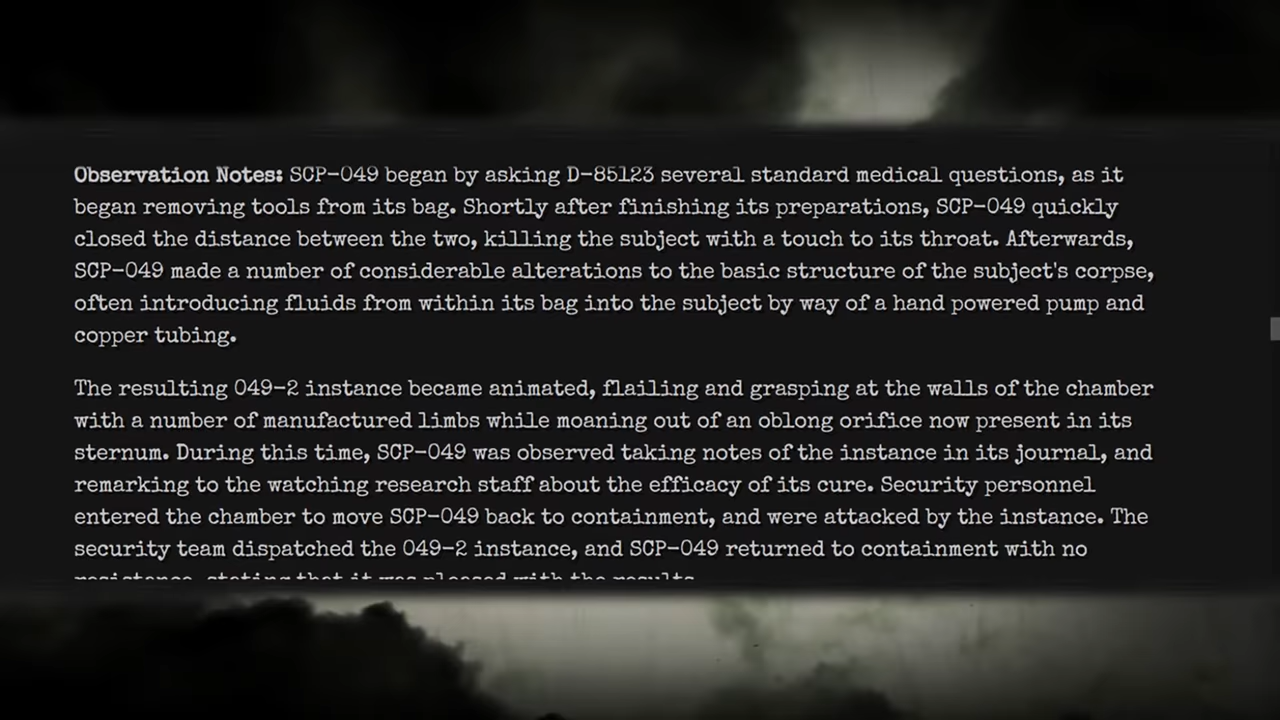 Observation Notes: SCP-049 began by asking D-85123 several standard medical questions, as it
began removing tools from its bag. Shortly after finishing its preparations, SCP-049 quickly
closed the distance between the two, killing the subject with a touch to its throat. Afterwards,
SCP-049 made a number of considerable alterations to the basic structure of the subject's corpse,
often introducing fluids from within its bag into the subject by way of a hand powered pump and
copper tubing.
The resulting 049-2 instance became animated, flailing and grasping at the walls of the chamber
with a number of manufactured limbs while moaning out of an oblong orifice now present in its
sternum. During this time, SCP-049 was observed taking notes of the instance in its journal, and
remarking to the watching research staff about the efficacy of its cure. Security personnel
entered the chamber to move SCP-049 back to containment, and were attacked by the instance. The
security team dispatched the 049-2 instance, and SCP-049 returned to containment with no
resistance, stating that it was pleased with the results.